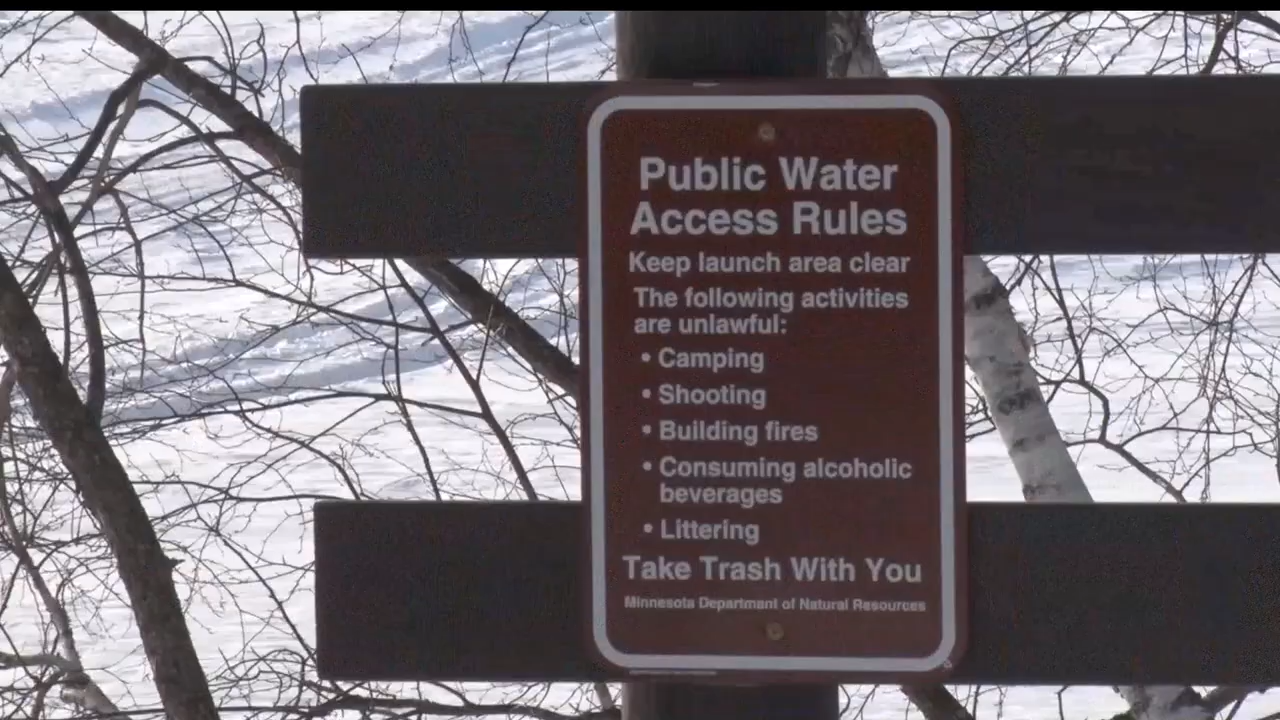 Public Water
Access Rules
Keep launch area clear
The following activities
are unlawful:
• Camping
• Shooting
• Building fires
• Consuming alcoholic
beverages
• Littering
Take Trash With You
Minnesota Department of Natural Resources